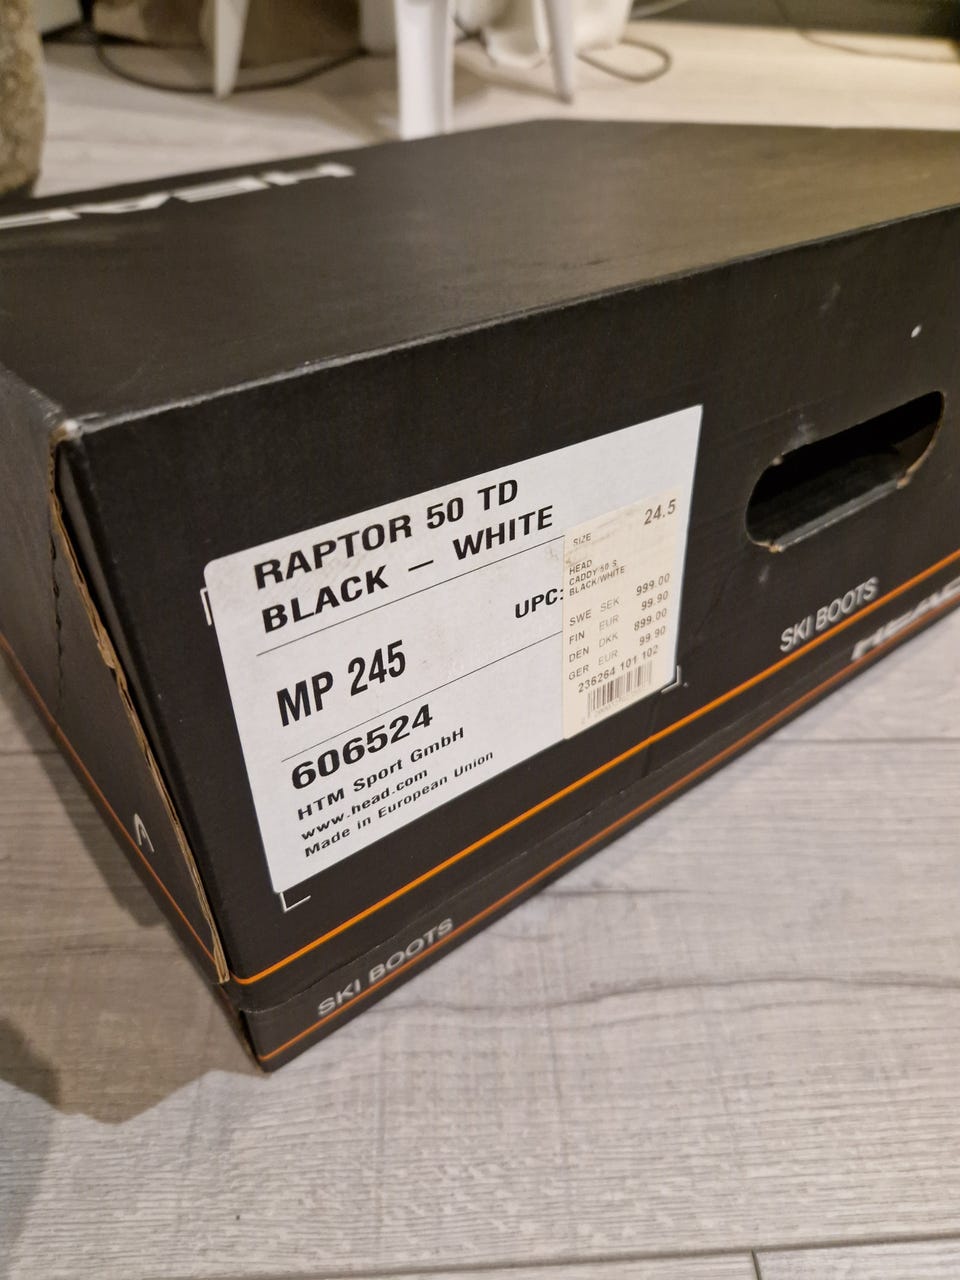 HEAD
RAPTOR 50 TD
BLACK – WHITE
UPC:
MP 245
606524
HTM Sport GmbH
www.head.com
Made in European Union
SIZE 24.5
HEAD
CADDY 50 S
BLACK/WHITE
SWE SEK 999.00
FIN EUR 99.90
DEN DKK 899.00
GER EUR 99.90
236264 101 102
SKI BOOTS
HEAD
SKI BOOTS